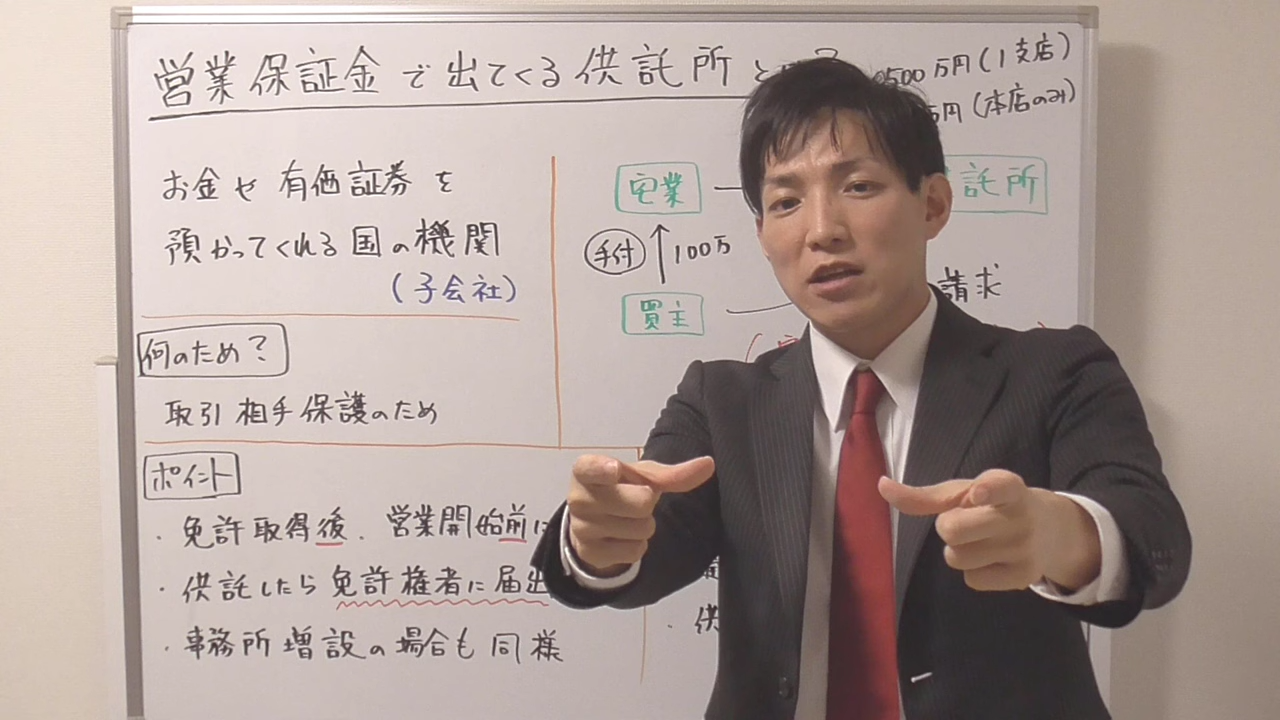 営業保証金で出てくる供託所と
500万円(1支店)
万円(本店のみ)
お金や有価証券を
預かってくれる国の機関
(子会社)
宅業
託所
手付
100万
買主
請求
何のため?
取引相手保護のため
ポイント
・免許取得後、営業開始前に
・供託したら免許権者に届出
・事務所増設の場合も同様
・供